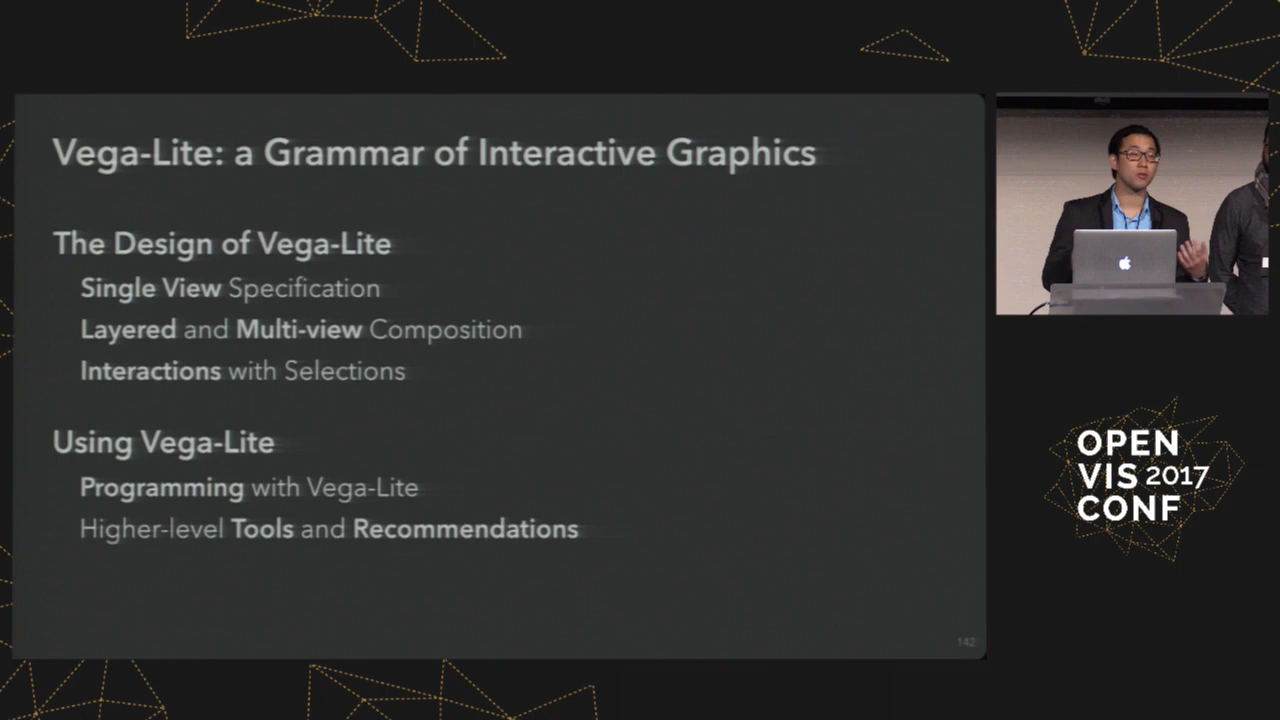 Vega-Lite: a Grammar of Interactive Graphics
The Design of Vega-Lite
Single View Specification
Layered and Multi-view Composition
Interactions with Selections
Using Vega-Lite
Programming with Vega-Lite
Higher-level Tools and Recommendations
142
OPEN
VIS 2017
CONF